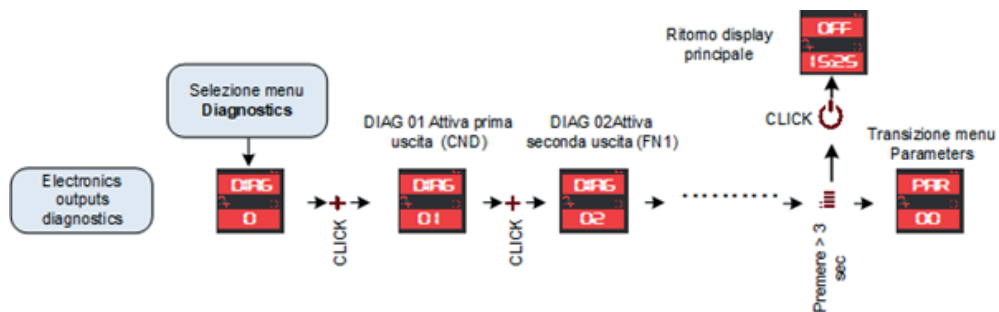 Ritorno display
principale
OFF
15:25
CLICK
Selezione menu
Diagnostics
DIAG 01 Attiva prima
uscita (CND)
DIAG 02Attiva
seconda uscita (FN1)
Transizione menu
Parameters
Electronics
outputs
diagnostics
DIAG
0
CLICK
DIAG
01
CLICK
DIAG
02
Premere > 3
sec
PAR
00